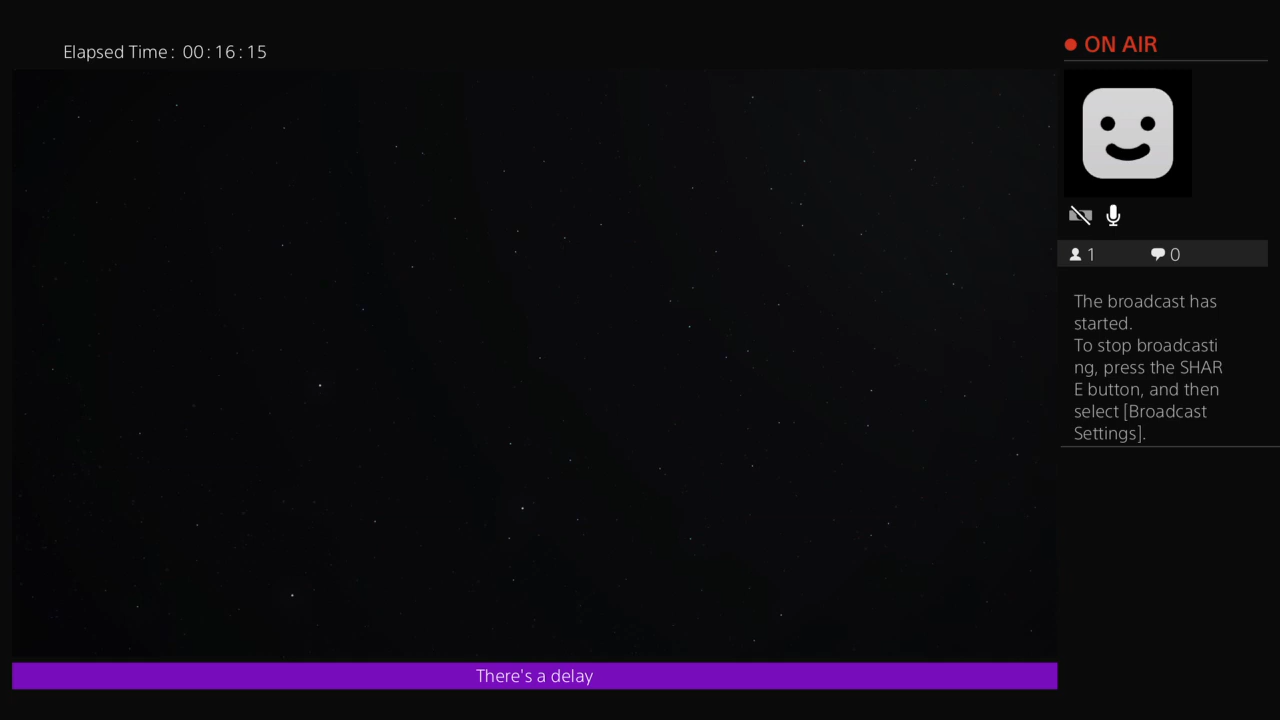 Elapsed Time: 00:16:15
ON AIR
1 0
The broadcast has
started.
To stop broadcasti
ng, press the SHAR
E button, and then
select [Broadcast
Settings].
There's a delay